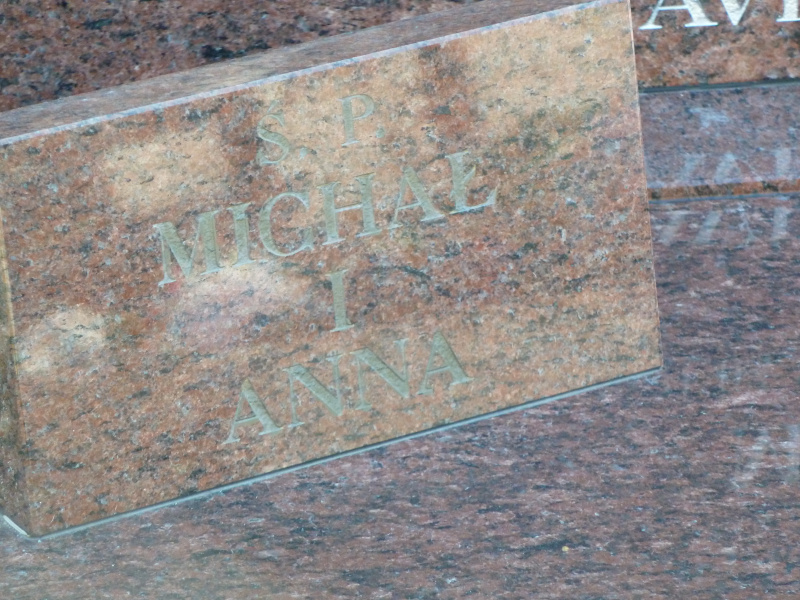 Ś. P.
MICHAŁ
I
ANNA